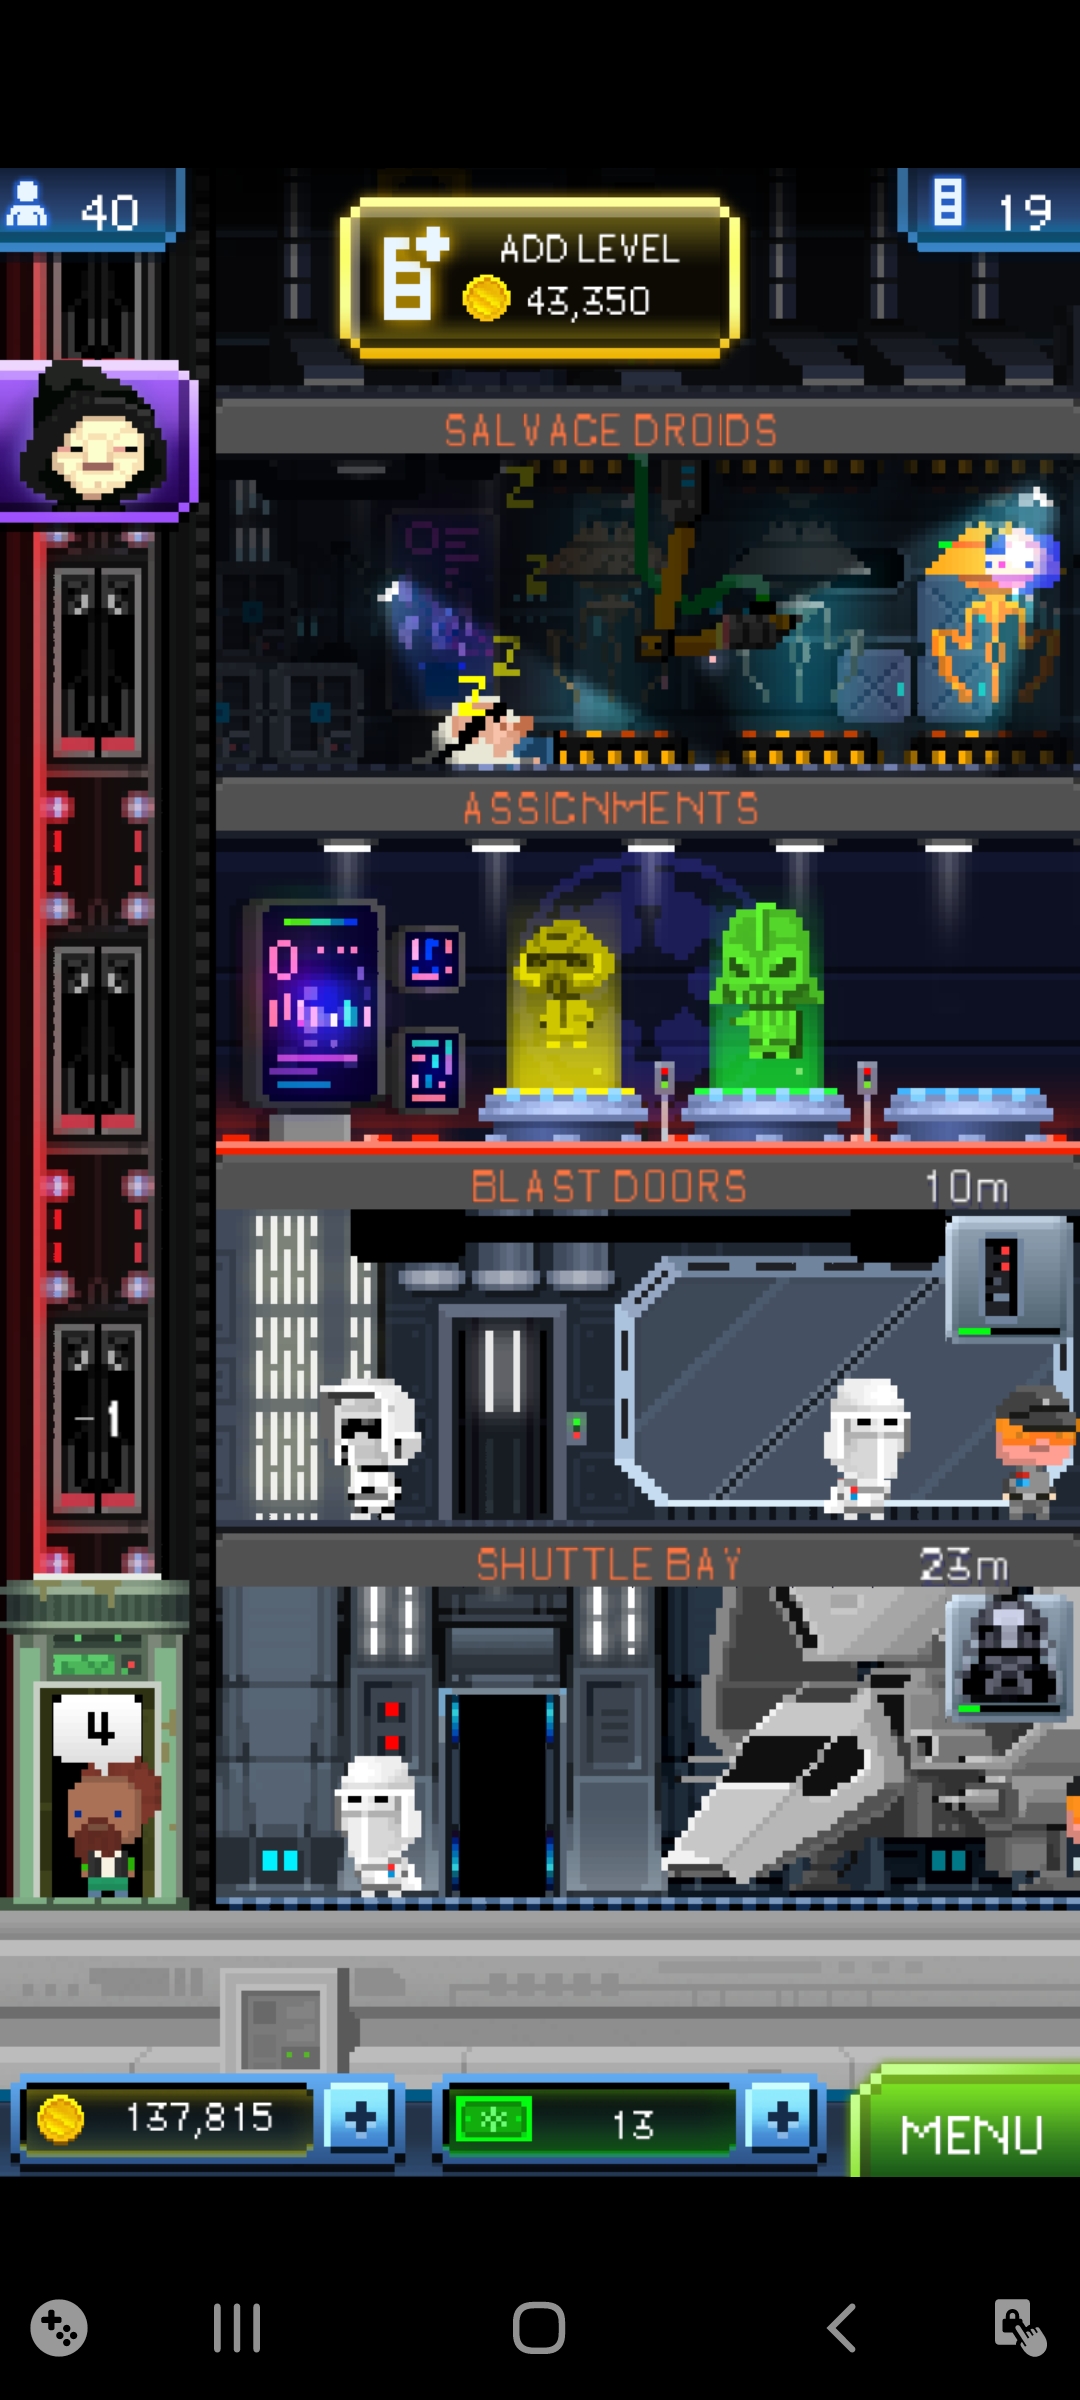 40
ADD LEVEL
43,350
19
SALVAGE DROIDS
Z
Z
Z
Z
ASSIGNMENTS
BLAST DOORS
10m
-1
SHUTTLE BAY
23m
4
137,815
13
MENU